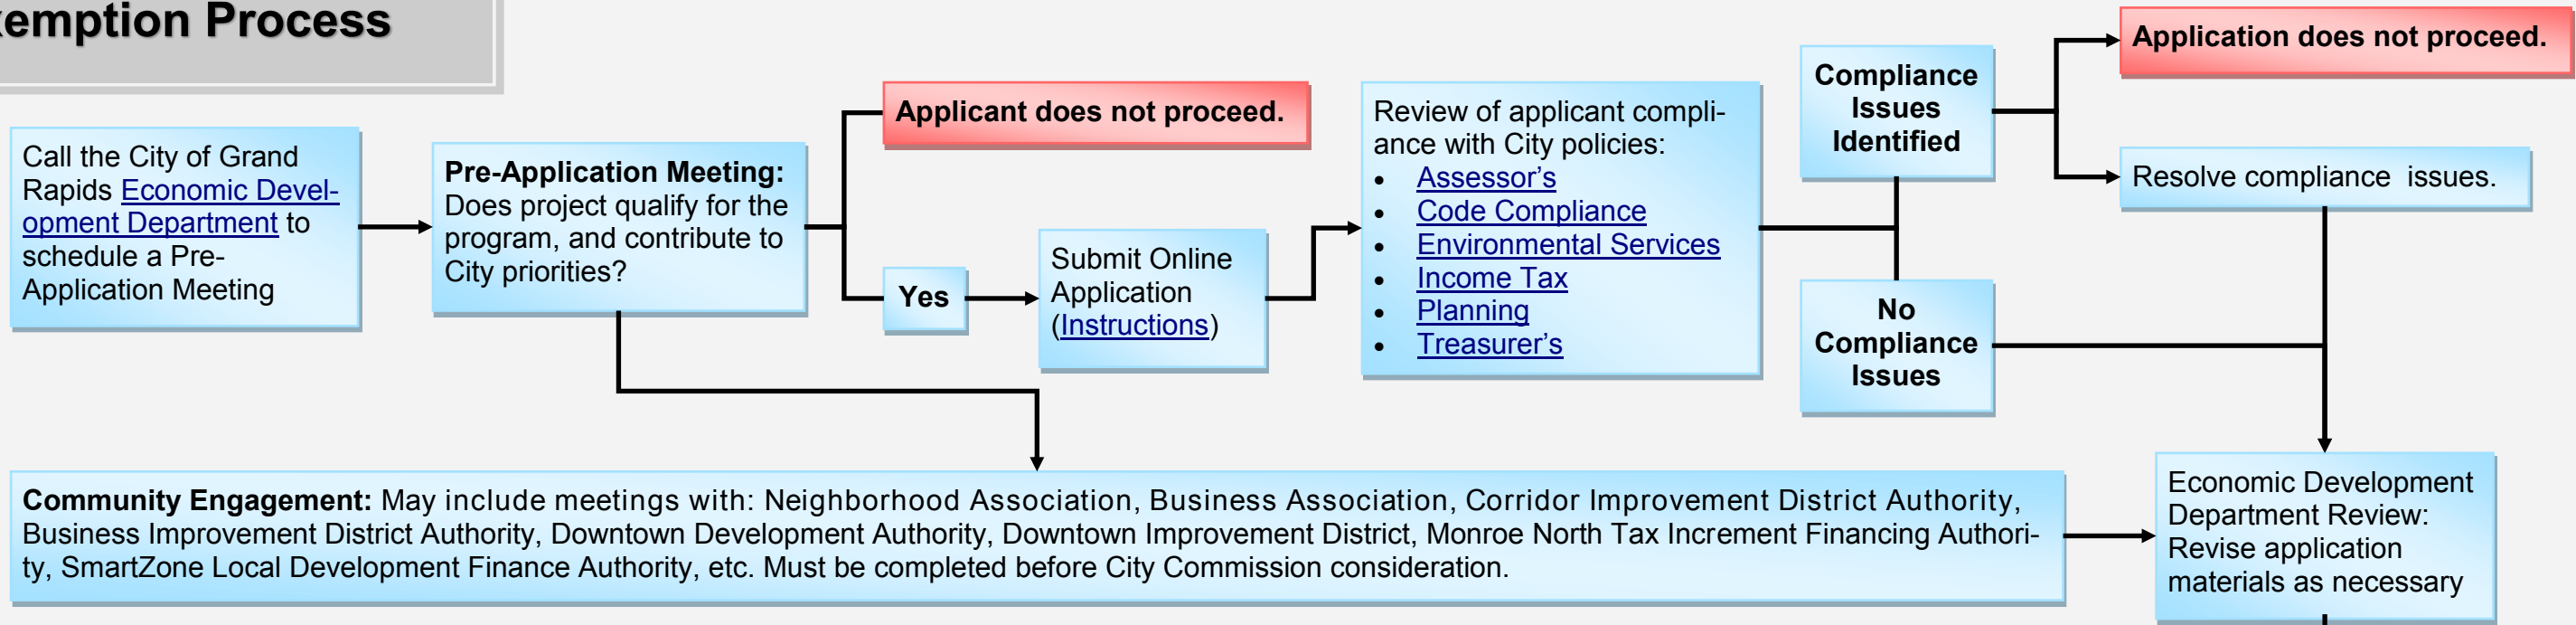 Process
Call the City of Grand
Rapids Economic Devel-
opment Department to
schedule a Pre-
Application Meeting
Pre-Application Meeting:
Does project qualify for the
program, and contribute to
City priorities?
Applicant does not proceed.
Yes
Submit Online
Application
(Instructions)
Review of applicant compli-
ance with City policies:
• Assessor’s
• Code Compliance
• Environmental Services
• Income Tax
• Planning
• Treasurer’s
Compliance
Issues
Identified
No
Compliance
Issues
Application does not proceed.
Resolve compliance issues.
Community Engagement: May include meetings with: Neighborhood Association, Business Association, Corridor Improvement District Authority,
Business Improvement District Authority, Downtown Development Authority, Downtown Improvement District, Monroe North Tax Increment Financing Authori-
ty, SmartZone Local Development Finance Authority, etc. Must be completed before City Commission consideration.
Economic Development
Department Review:
Revise application
materials as necessary